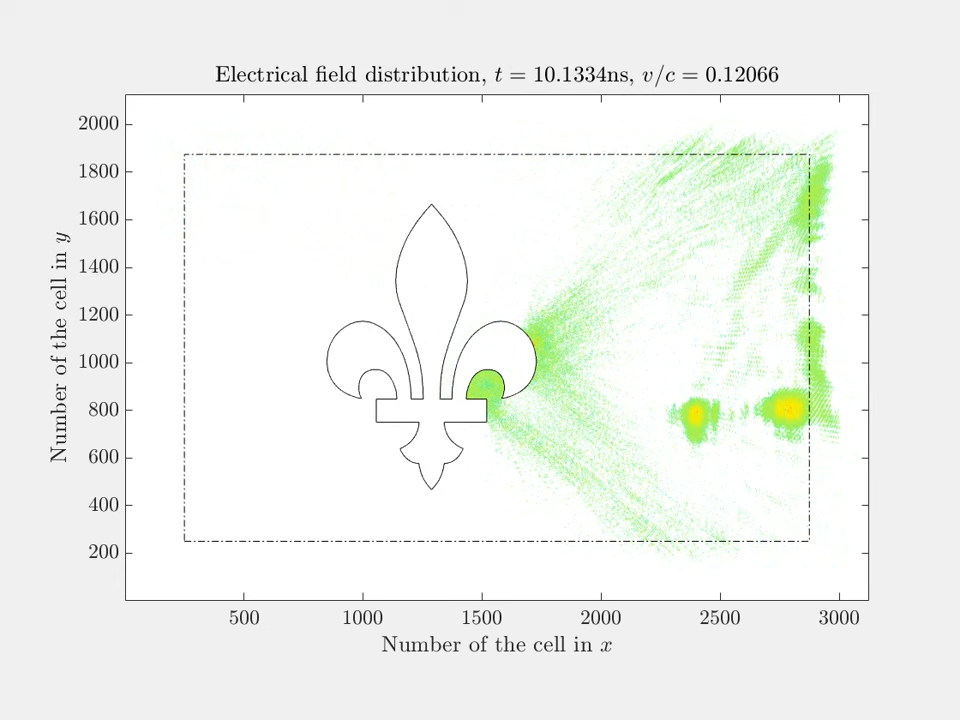 Electrical field distribution, t = 10.1334ns, v/c = 0.12066
Number of the cell in y
2000
1800
1600
1400
1200
1000
800
600
400
200
500 1000 1500 2000 2500 3000
Number of the cell in x